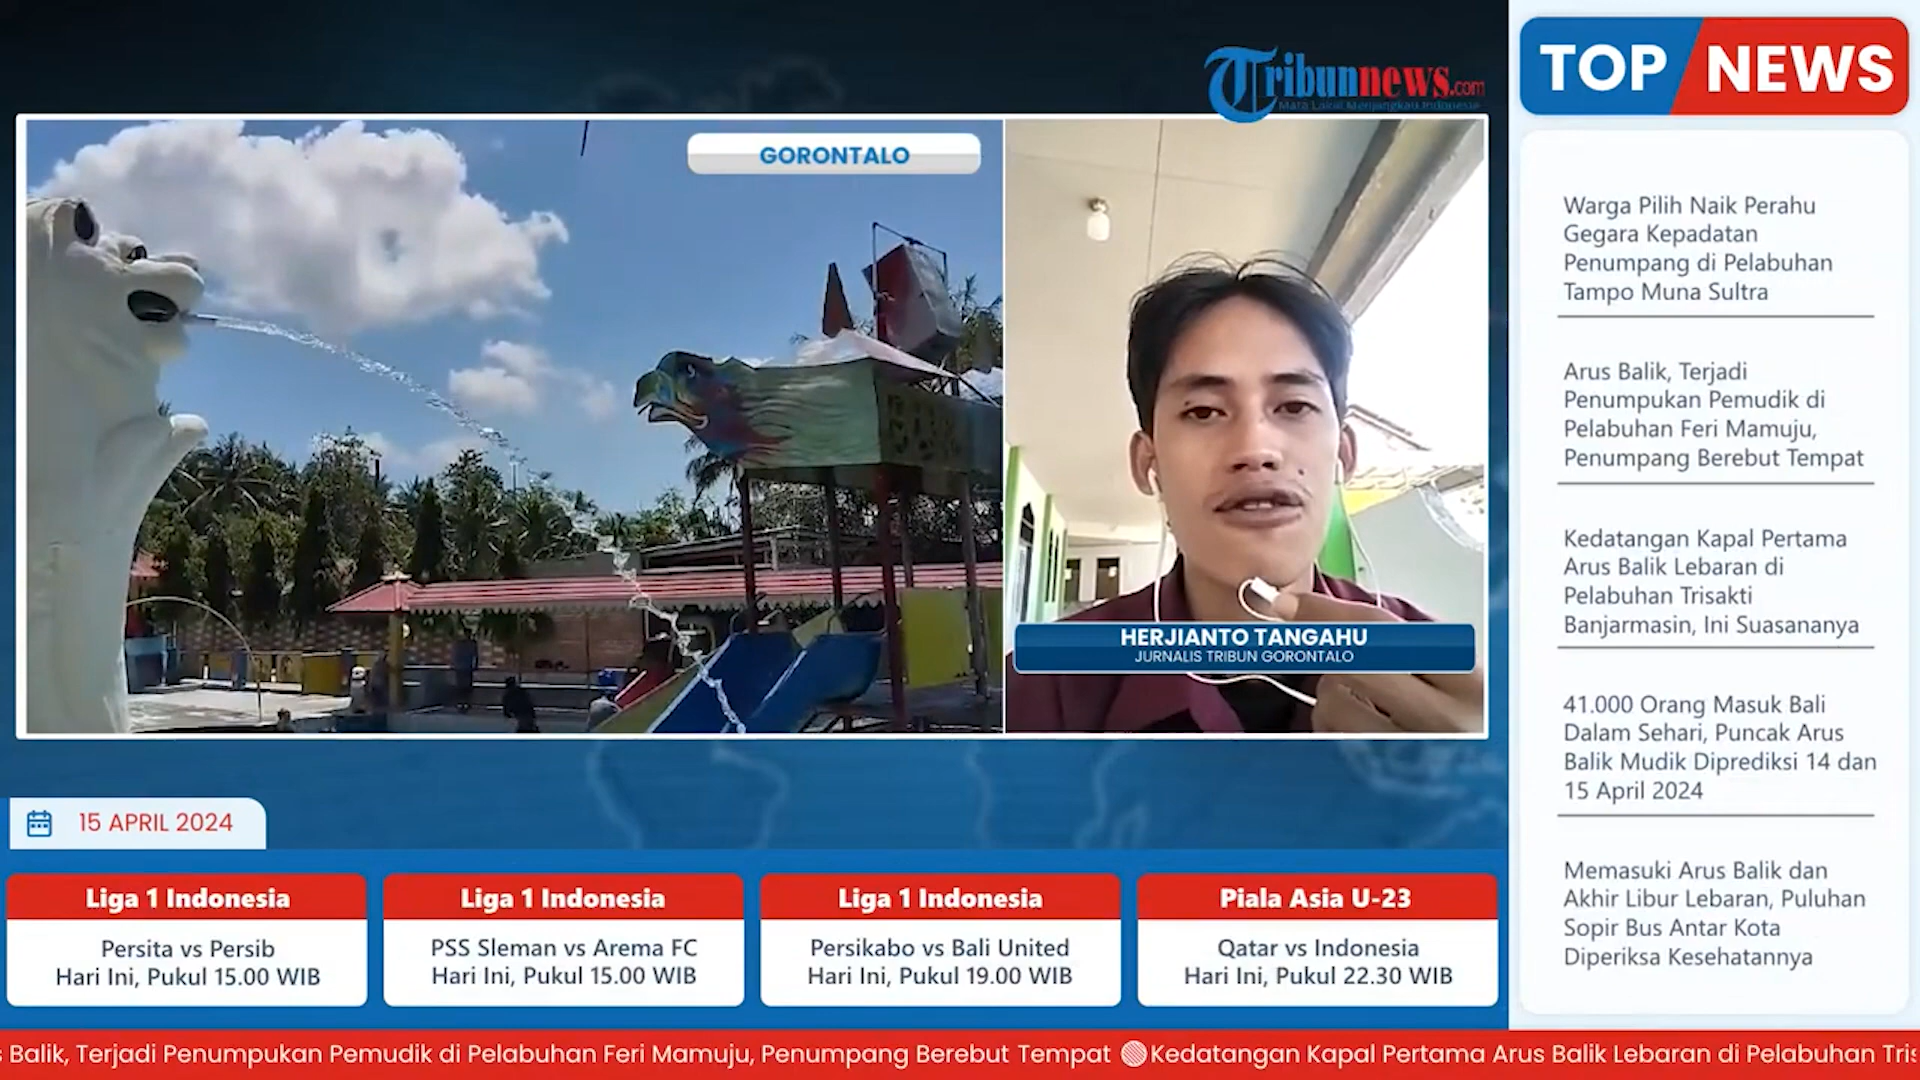 Tribunnews.com
Mata Lokal Menjangkau Indonesia
TOP NEWS
GORONTALO
HERJIANTO TANGAHU
JURNALIS TRIBUN GORONTALO
Warga Pilih Naik Perahu
Gegara Kepadatan
Penumpang di Pelabuhan
Tampo Muna Sultra
Arus Balik, Terjadi
Penumpukan Pemudik di
Pelabuhan Feri Mamuju,
Penumpang Berebut Tempat
Kedatangan Kapal Pertama
Arus Balik Lebaran di
Pelabuhan Trisakti
Banjarmasin, Ini Suasananya
41.000 Orang Masuk Bali
Dalam Sehari, Puncak Arus
Balik Mudik Diprediksi 14 dan
15 April 2024
Memasuki Arus Balik dan
Akhir Libur Lebaran, Puluhan
Sopir Bus Antar Kota
Diperiksa Kesehatannya
15 APRIL 2024
Liga 1 Indonesia
Persita vs Persib
Hari Ini, Pukul 15.00 WIB
Liga 1 Indonesia
PSS Sleman vs Arema FC
Hari Ini, Pukul 15.00 WIB
Liga 1 Indonesia
Persikabo vs Bali United
Hari Ini, Pukul 19.00 WIB
Piala Asia U-23
Qatar vs Indonesia
Hari Ini, Pukul 22.30 WIB
s Balik, Terjadi Penumpukan Pemudik di Pelabuhan Feri Mamuju, Penumpang Berebut Tempat Kedatangan Kapal Pertama Arus Balik Lebaran di Pelabuhan Tris